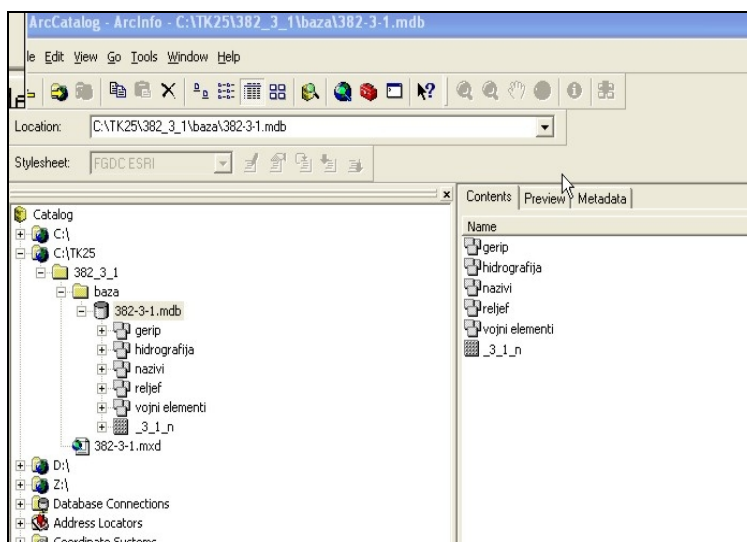 ArcCatalog - ArcInfo - C:\TK25\382_3_1\baza\382-3-1.mdb
le Edit View Go Tools Window Help
Location: C:\TK25\382_3_1\baza\382-3-1.mdb
Stylesheet: FGDC ESRI
Catalog
C:\
C:\TK25
382_3_1
baza
382-3-1.mdb
gerip
hidrografija
nazivi
reljef
vojni elementi
_3_1_n
382-3-1.mxd
D:\
Z:\
Database Connections
Address Locators
Coordinate Systems
Contents Preview Metadata
Name
gerip
hidrografija
nazivi
reljef
vojni elementi
_3_1_n